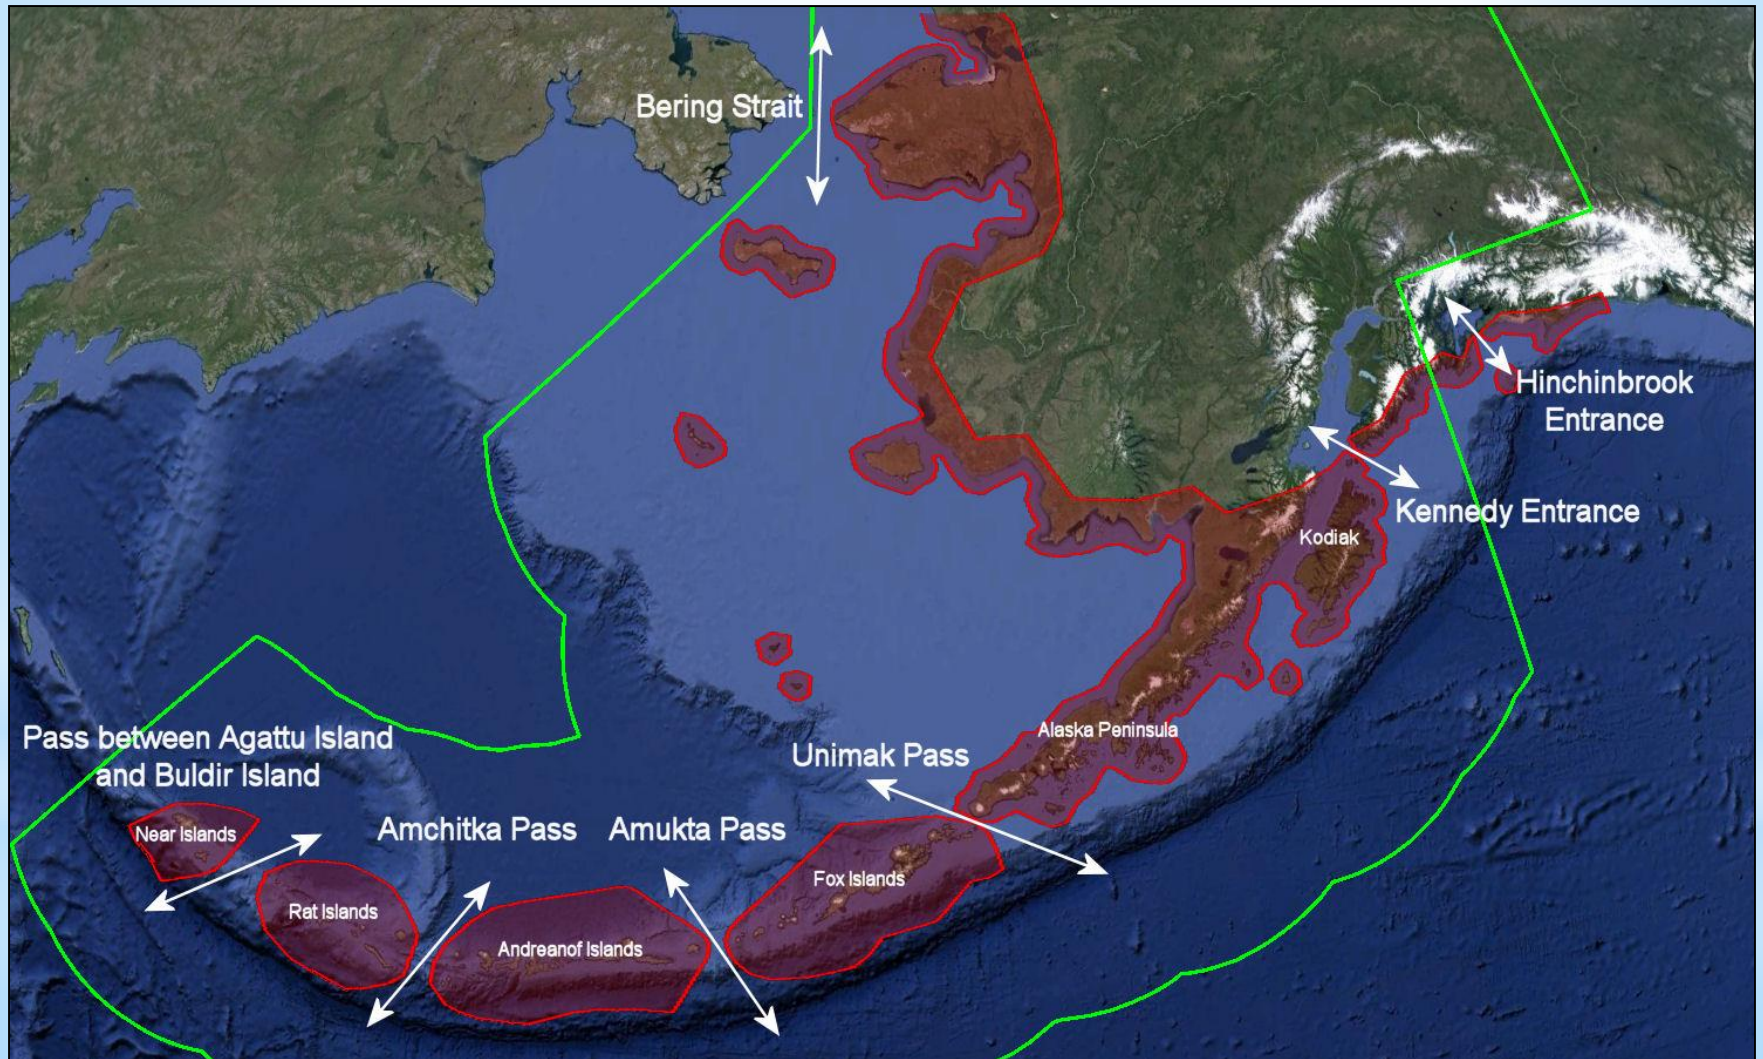 Bering Strait
Hinchinbrook
Entrance
Kennedy Entrance
Kodiak
Alaska Peninsula
Pass between Agattu Island
and Buldir Island
Unimak Pass
Near Islands
Amchitka Pass
Amukta Pass
Fox Islands
Rat Islands
Andreanof Islands